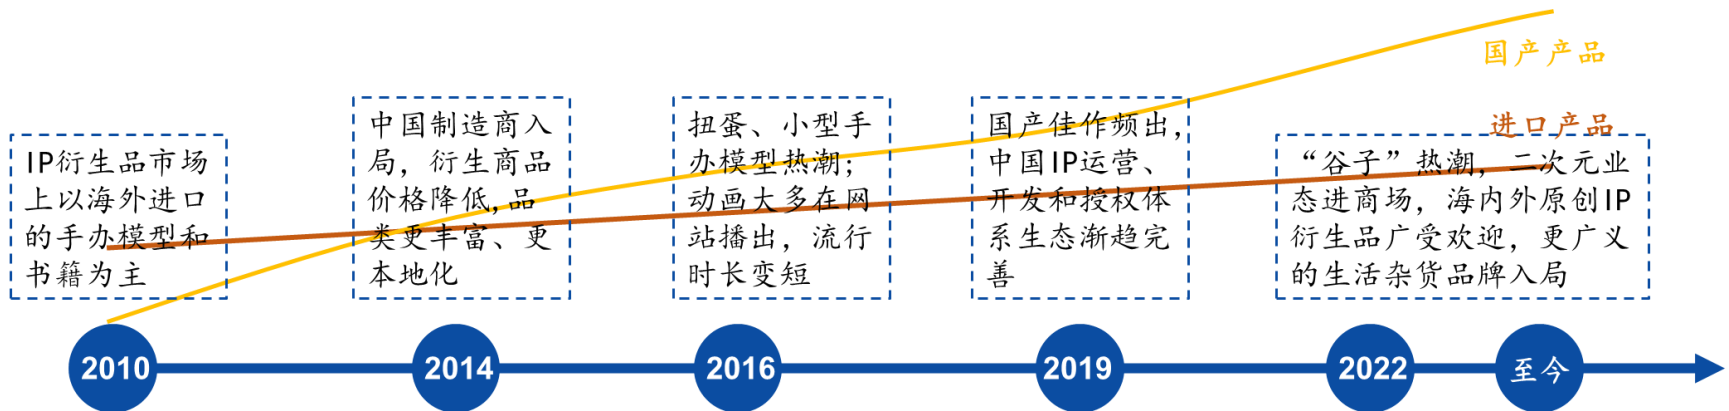 国产产品
进口产品
IP衍生品市场
上以海外进口
的手办模型和
书籍为主
中国制造商入
局，衍生商品
价格降低,品
类更丰富、更
本地化
扭蛋、小型手
办模型热潮；
动画大多在网
站播出，流行
时长变短
国产佳作频出，
中国IP运营、
开发和授权体
系生态渐趋完
善
“谷子”热潮，二次元业
态进商场，海内外原创IP
衍生品广受欢迎，更广义
的生活杂货品牌入局
2010
2014
2016
2019
2022
至今